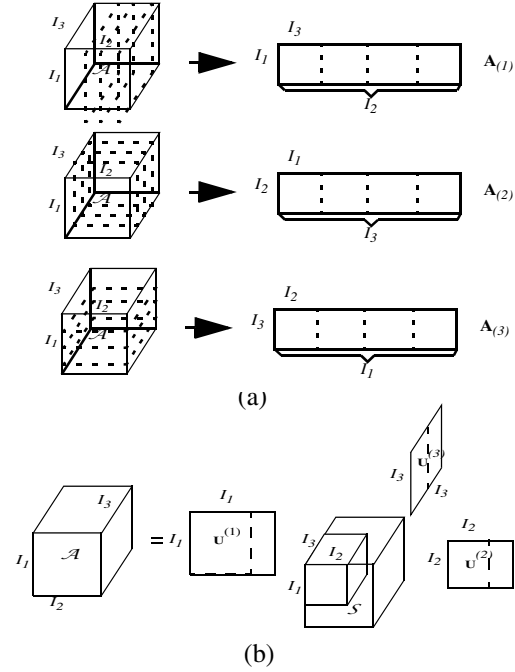 I3 I3
I2
I1 𝒜 I1 A(1)
I2
I3 I1
I2
I1 𝒜 I2 A(2)
I3
I3 I2
I2
I1 𝒜 I3 A(3)
I1
(a)
U(3)
I3 I3
I3 I1 I2
I1 𝒜 = I1 U(1) I3 I2 I2 U(2)
I2 I1 𝒮
(b)